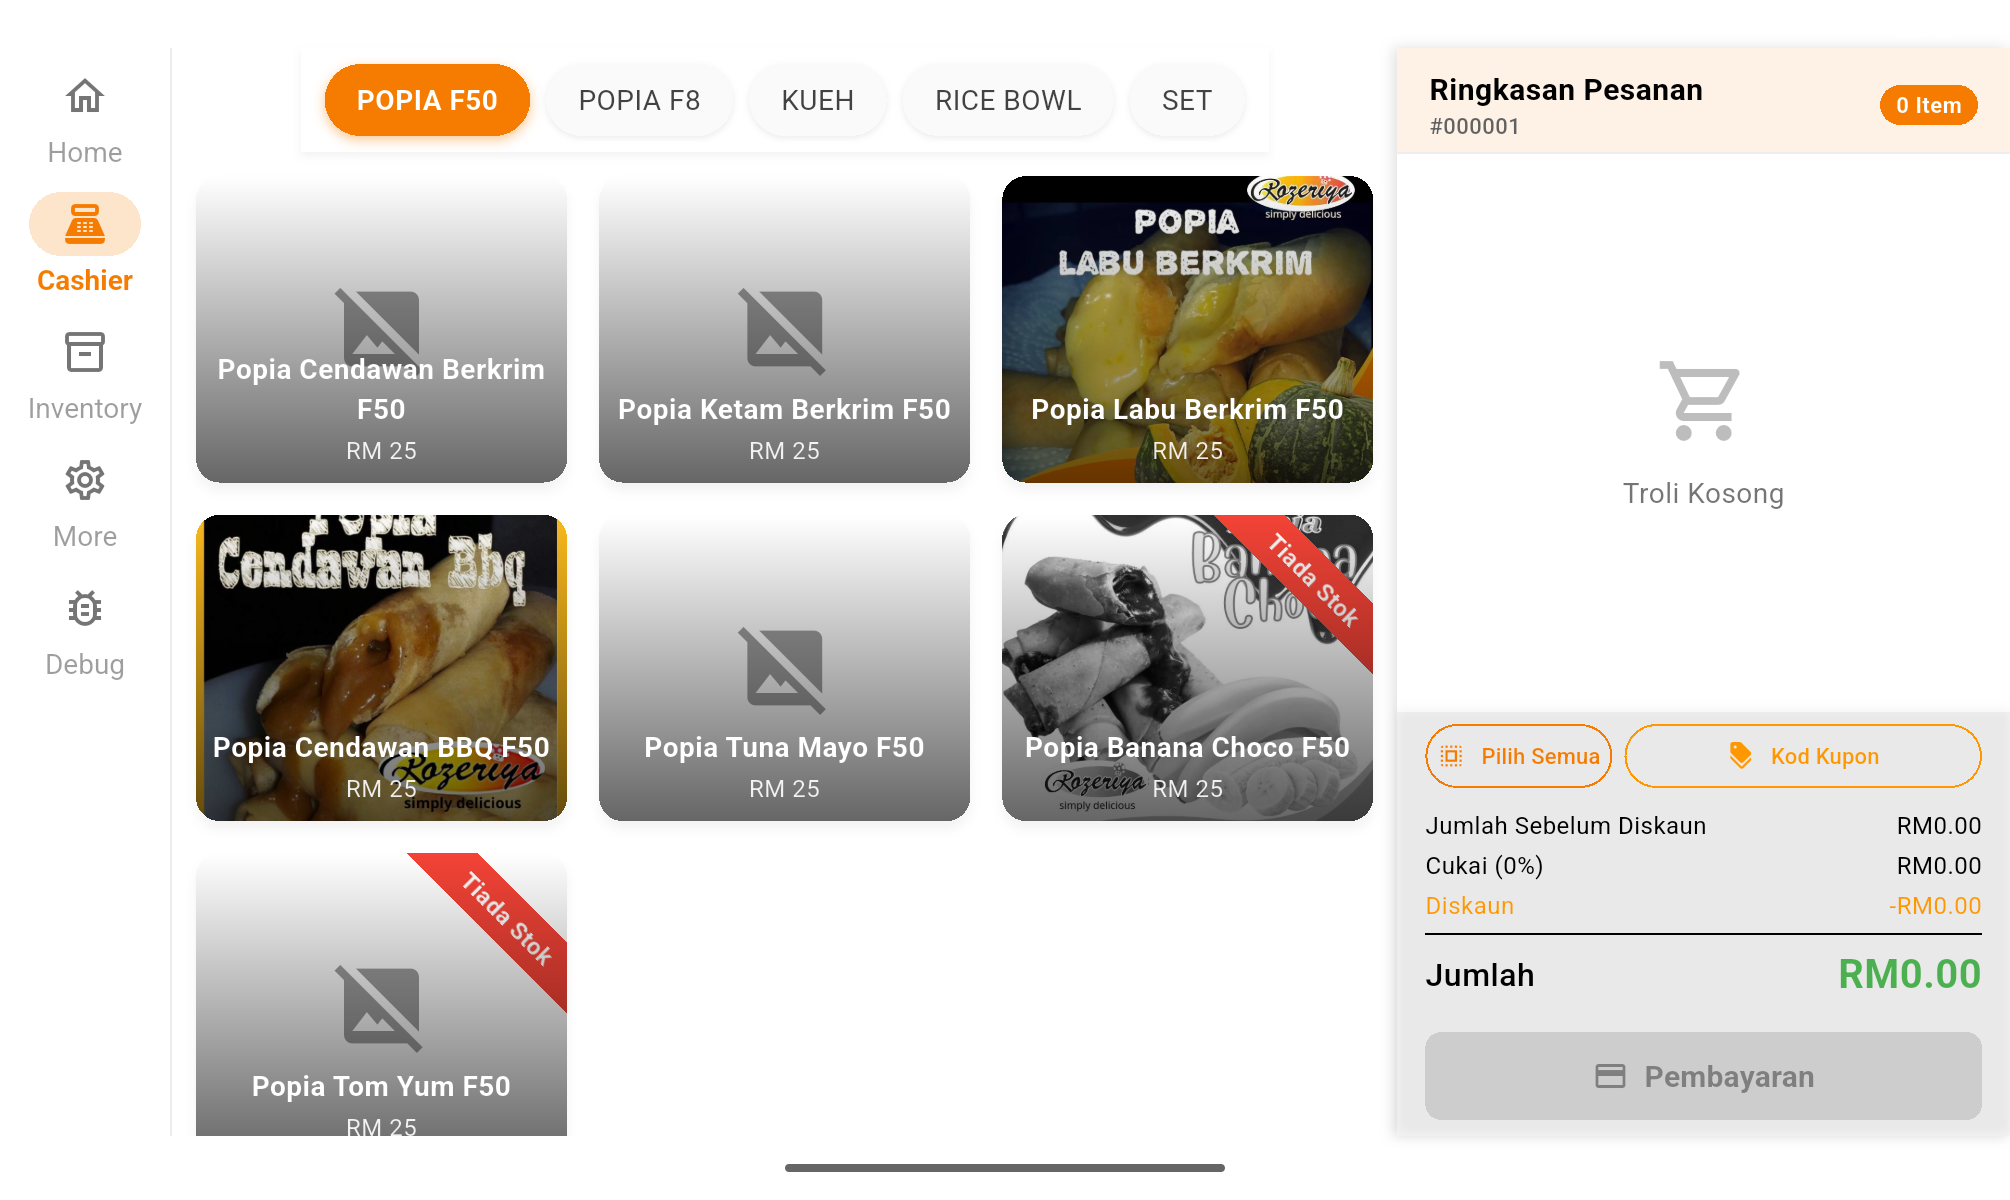 Home
Cashier
Inventory
More
Debug
POPIA F50
POPIA F8
KUEH
RICE BOWL
SET
Popia Cendawan Berkrim
F50
RM 25
Popia Ketam Berkrim F50
RM 25
Rozeriya
simply delicious
POPIA
LABU BERKRIM
Popia Labu Berkrim F50
RM 25
Popia
Cendawan Bbq
Popia Cendawan BBQ F50
Rozeriya
RM 25
simply delicious
Popia Tuna Mayo F50
RM 25
Tiada Stok
Popia Banana Choco F50
Rozeriya
RM 25
simply delicious
Tiada Stok
Popia Tom Yum F50
RM 25
Ringkasan Pesanan
#000001
0 Item
Troli Kosong
Pilih Semua
Kod Kupon
Jumlah Sebelum Diskaun RM0.00
Cukai (0%) RM0.00
Diskaun -RM0.00
Jumlah RM0.00
Pembayaran